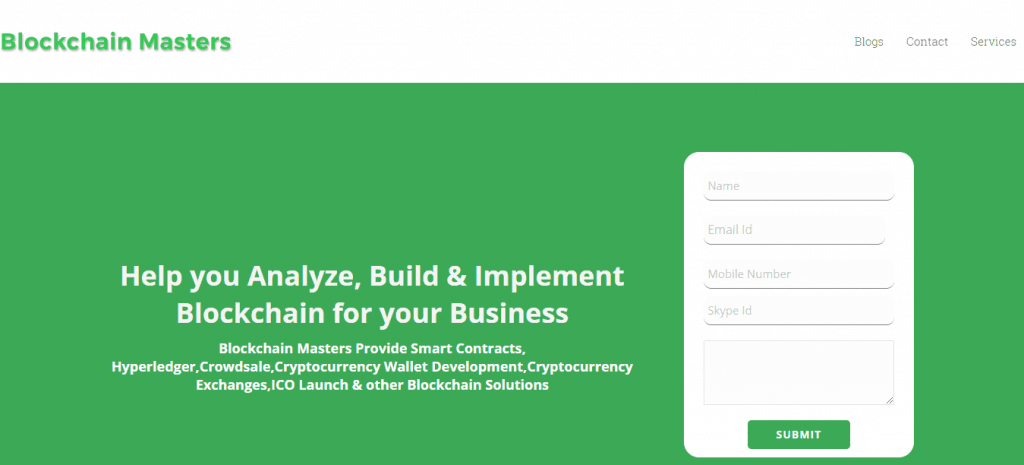 Blockchain Masters
Blogs Contact Services
Help you Analyze, Build & Implement
Blockchain for your Business
Blockchain Masters Provide Smart Contracts,
Hyperledger,Crowdsale,Cryptocurrency Wallet Development,Cryptocurrency
Exchanges,ICO Launch & other Blockchain Solutions
Name
Email Id
Mobile Number
Skype Id
SUBMIT